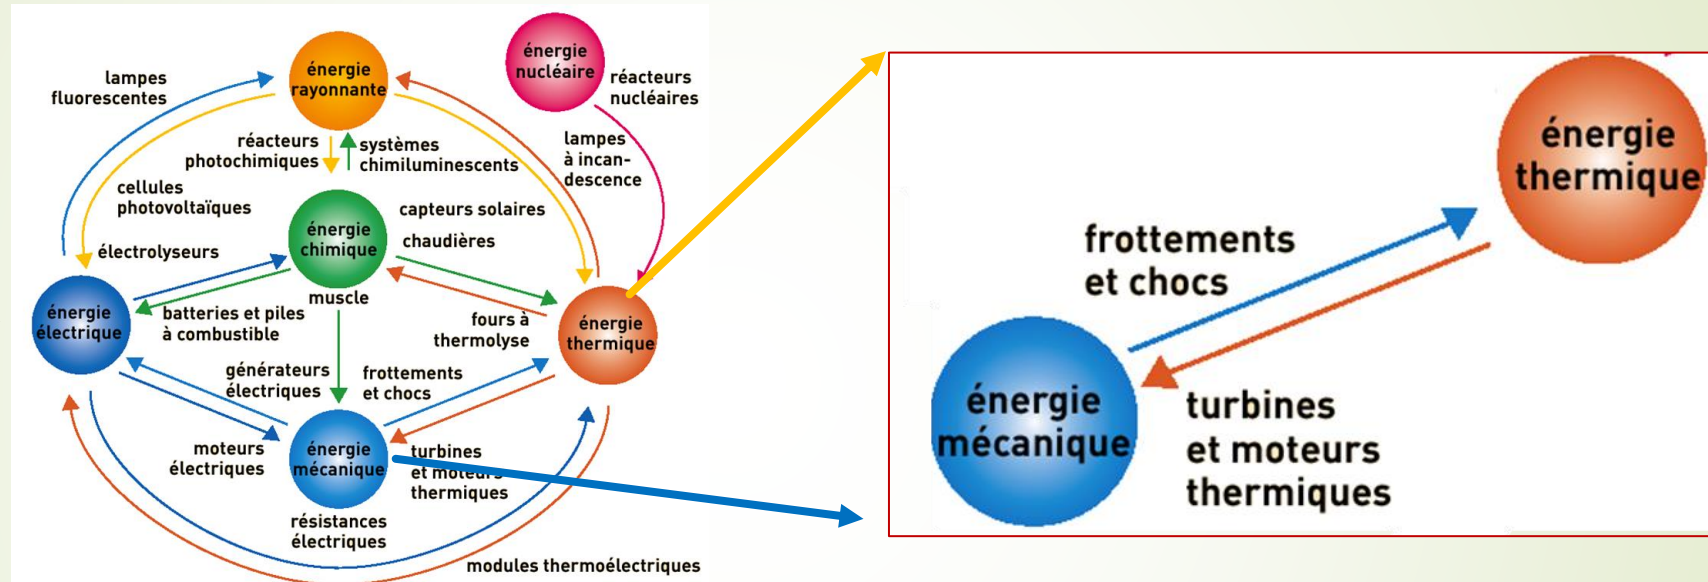 énergie
rayonnante
énergie
nucléaire
réacteurs
nucléaires
lampes
fluorescentes
réacteurs
photochimiques
systèmes
chimiluminescents
lampes
à incan-
descence
cellules
photovoltaïques
énergie
chimique
capteurs solaires
chaudières
électrolyseurs
muscle
énergie
électrique
batteries et piles
à combustible
fours à
thermolyse
énergie
thermique
générateurs
électriques
frottements
et chocs
moteurs
électriques
énergie
mécanique
turbines
et moteurs
thermiques
résistances
électriques
modules thermoélectriques
énergie
thermique
frottements
et chocs
énergie
mécanique
turbines
et moteurs
thermiques